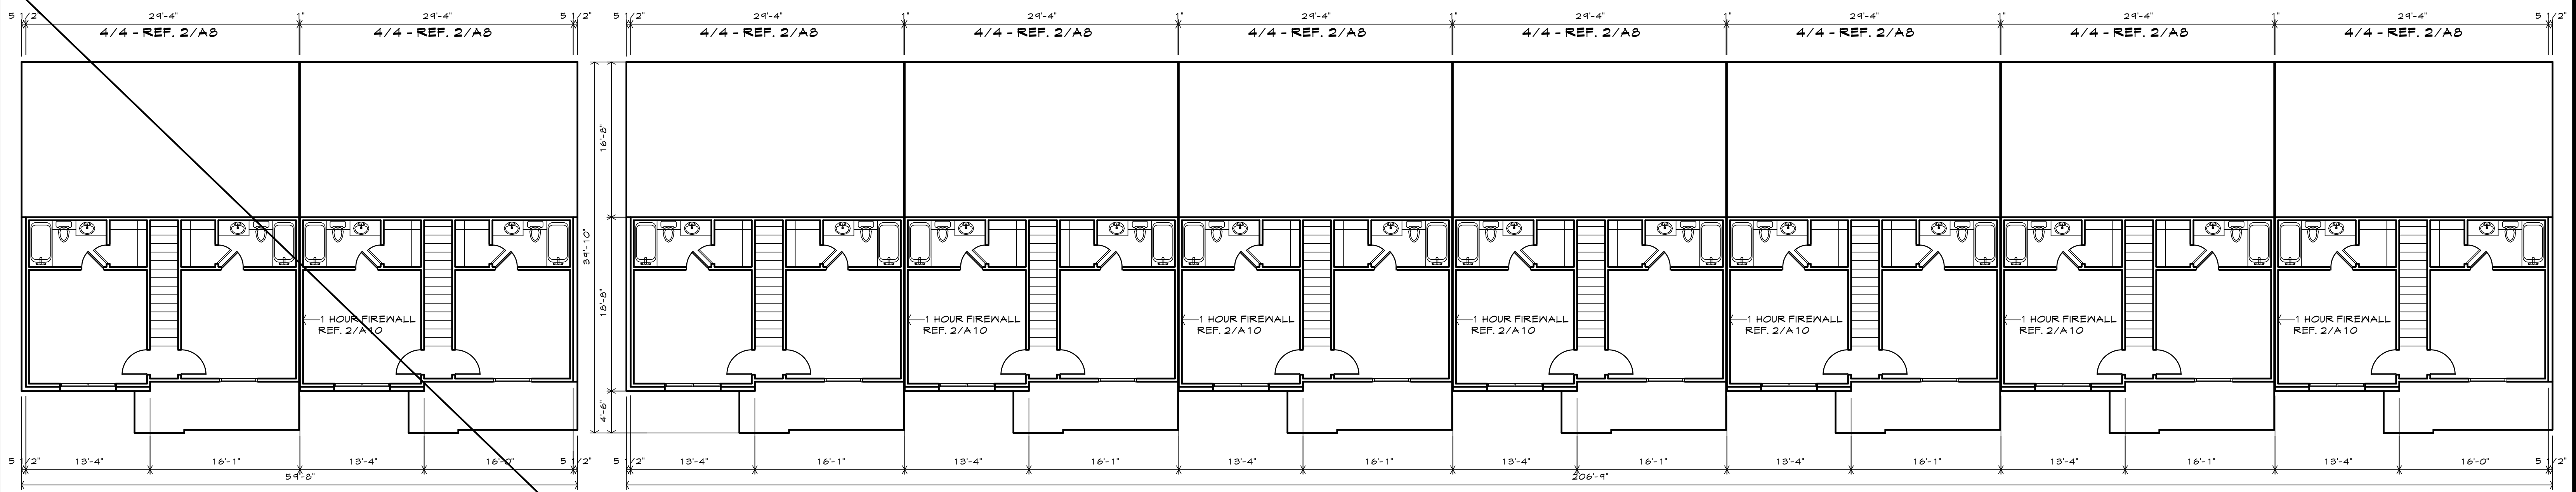 5 1/2" 29'-4" 1" 29'-4" 5 1/2" 5 1/2" 29'-4" 1" 29'-4" 1" 29'-4" 1" 29'-4" 1" 29'-4" 1" 29'-4" 1" 29'-4" 5 1/2"
4/4 - REF. 2/A8 4/4 - REF. 2/A8 4/4 - REF. 2/A8 4/4 - REF. 2/A8 4/4 - REF. 2/A8 4/4 - REF. 2/A8 4/4 - REF. 2/A8 4/4 - REF. 2/A8 4/4 - REF. 2/A8
16'-8"
39'-10"
18'-8"
4'-6"
1 HOUR FIREWALL
REF. 2/A10
1 HOUR FIREWALL
REF. 2/A10
1 HOUR FIREWALL
REF. 2/A10
1 HOUR FIREWALL
REF. 2/A10
1 HOUR FIREWALL
REF. 2/A10
1 HOUR FIREWALL
REF. 2/A10
1 HOUR FIREWALL
REF. 2/A10
5 1/2" 13'-4" 16'-1" 13'-4" 16'-0" 5 1/2" 5 1/2" 13'-4" 16'-1" 13'-4" 16'-1" 13'-4" 16'-1" 13'-4" 16'-1" 13'-4" 16'-1" 13'-4" 16'-1" 13'-4" 16'-0" 5 1/2"
59'-8" 206'-9"